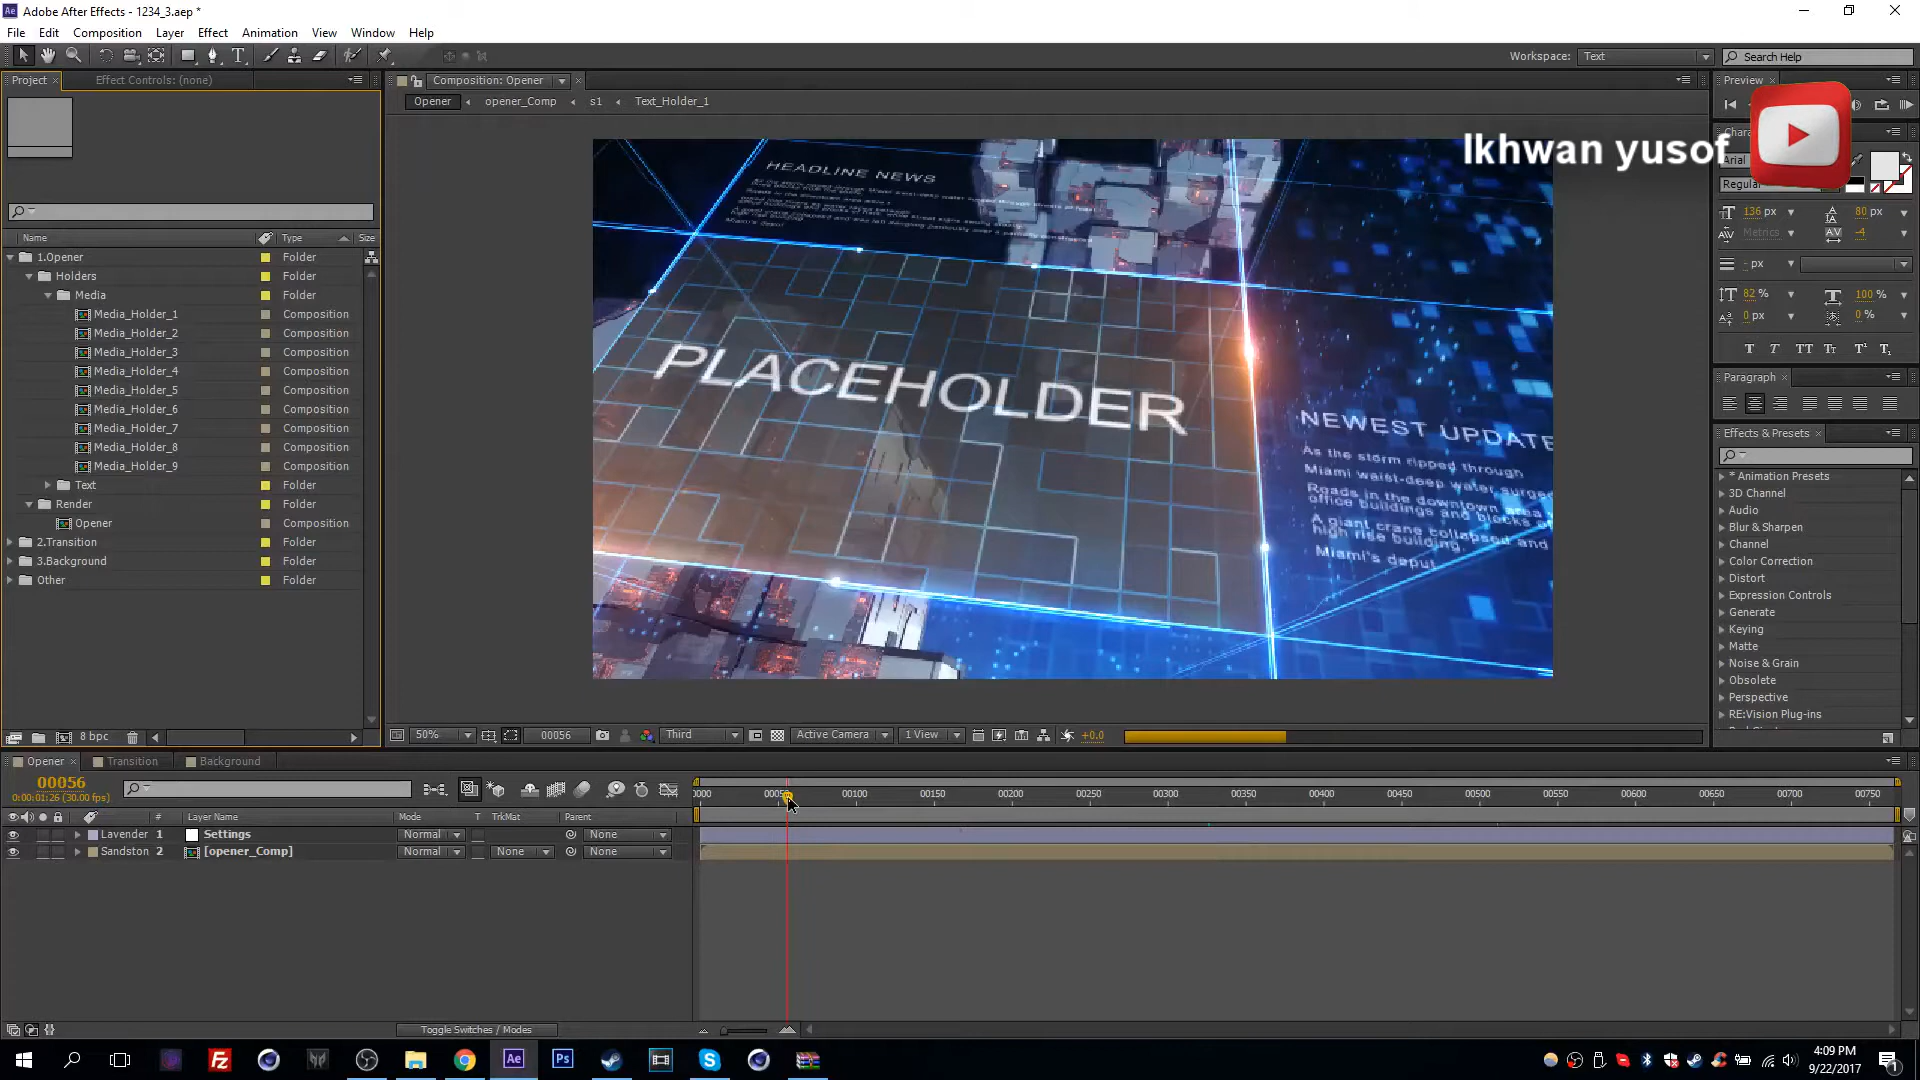 Adobe After Effects - 1234_3.aep *
File Edit Composition Layer Effect Animation View Window Help
Workspace: Text
Search Help
Project
Effect Controls: (none)
Composition: Opener
Opener opener_Comp s1 Text_Holder_1
Preview
Ikhwan yusof
Arial
Regular
136 px
80 px
Metrics
-4
- px
82 %
100 %
0 px
0 %
Paragraph
Effects & Presets
* Animation Presets
3D Channel
Audio
Blur & Sharpen
Channel
Color Correction
Distort
Expression Controls
Generate
Keying
Matte
Noise & Grain
Obsolete
Perspective
RE:Vision Plug-ins
Name Type Size
1.Opener Folder
Holders Folder
Media Folder
Media_Holder_1 Composition
Media_Holder_2 Composition
Media_Holder_3 Composition
Media_Holder_4 Composition
Media_Holder_5 Composition
Media_Holder_6 Composition
Media_Holder_7 Composition
Media_Holder_8 Composition
Media_Holder_9 Composition
Text Folder
Render Folder
Opener Composition
2.Transition Folder
3.Background Folder
Other Folder
8 bpc
HEADLINE NEWS
PLACEHOLDER
NEWEST UPDATE
As the storm ripped through
Miami waist-deep water surged
Roads in the downtown area
office buildings and blocks of
A giant crane collapsed and
high rise building.
Miami's deput
50% 00056 Third Active Camera 1 View +0.0
Opener Transition Background
00056
0:00:01:26 (30.00 fps)
00100 00150 00200 00250 00300 00350 00400 00450 00500 00550 00600 00650 00700 00750
# Layer Name Mode T TrkMat Parent
Lavender 1 Settings Normal None
Sandston 2 [opener_Comp] Normal None None
Toggle Switches / Modes
4:09 PM
9/22/2017